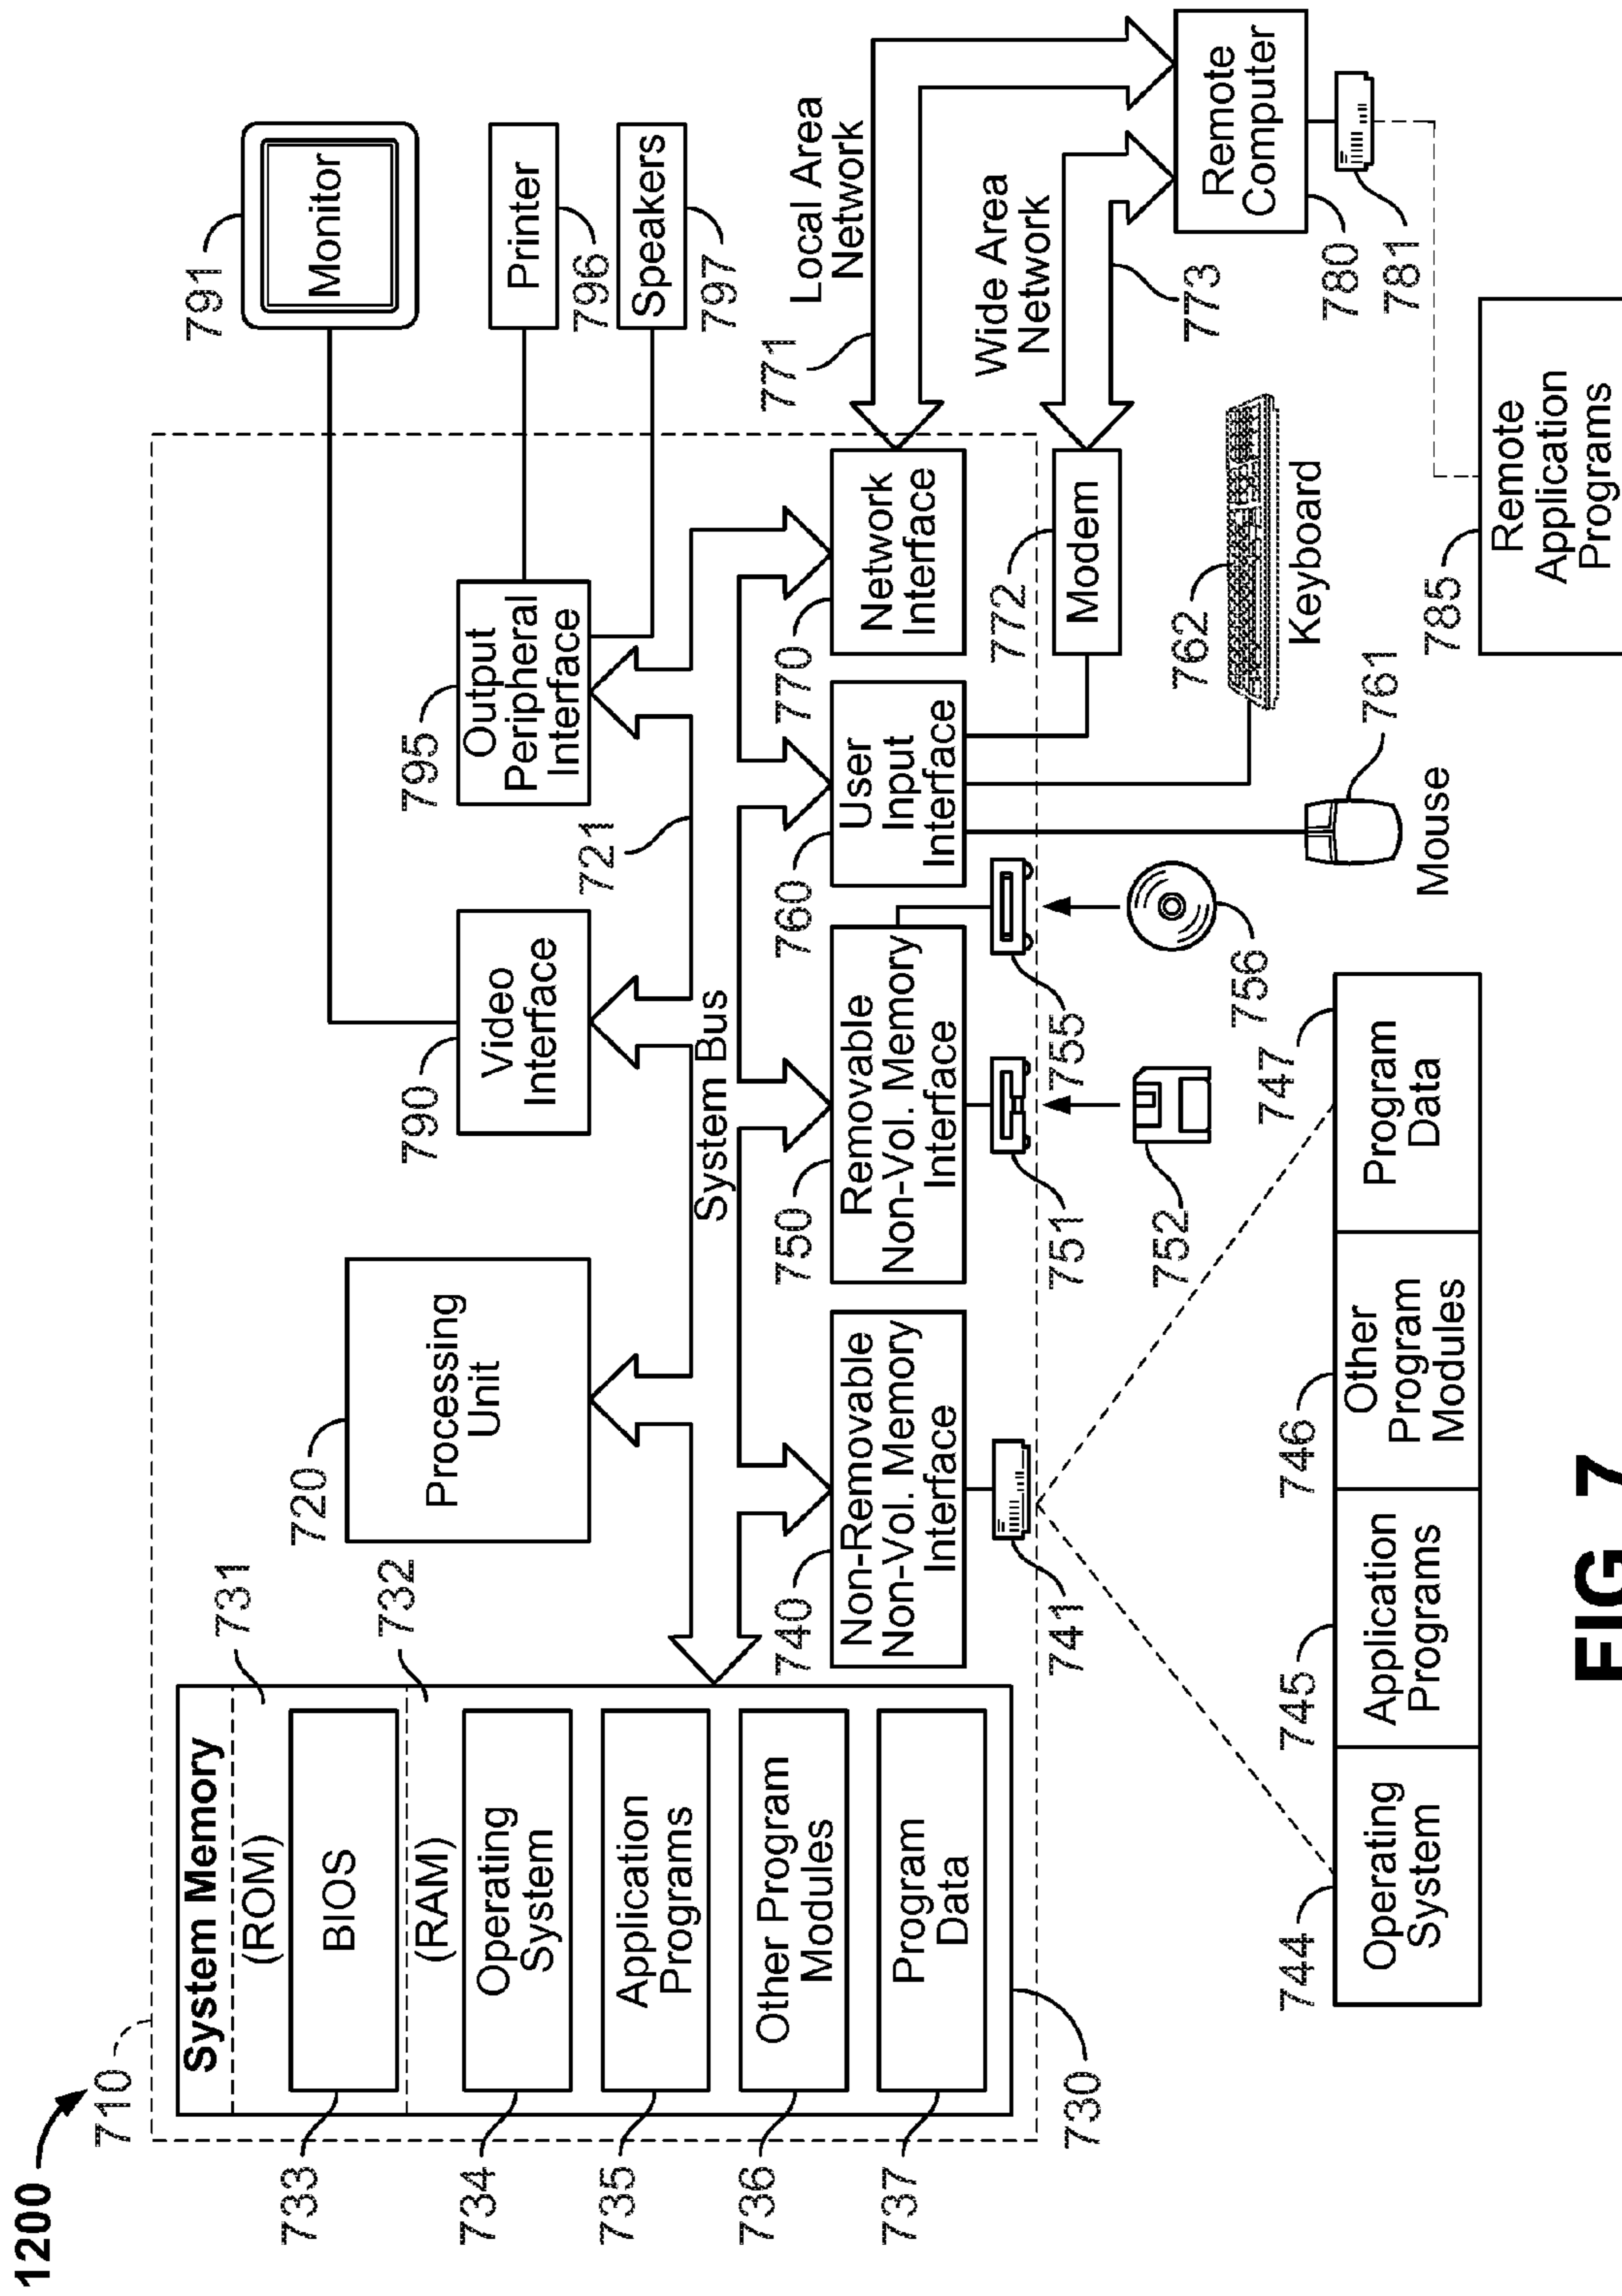 1200
710
System Memory
(ROM)
731
BIOS
733
(RAM)
732
Operating
System
734
Application
Programs
735
Other Program
Modules
736
Program
Data
737
730
720
Processing
Unit
790
Video
Interface
721
795
Output
Peripheral
Interface
791
Monitor
Printer
796
Speakers
797
System Bus
740
Non-Removable
Non-Vol. Memory
Interface
741
750
Removable
Non-Vol. Memory
Interface
751
755
752
756
760
User
Input
Interface
770
Network
Interface
772
Modem
771
Local Area
Network
Wide Area
Network
773
Remote
Computer
780
781
762
Keyboard
761
Mouse
744
Operating
System
745
Application
Programs
746
Other
Program
Modules
747
Program
Data
785
Remote
Application
Programs
FIG 7